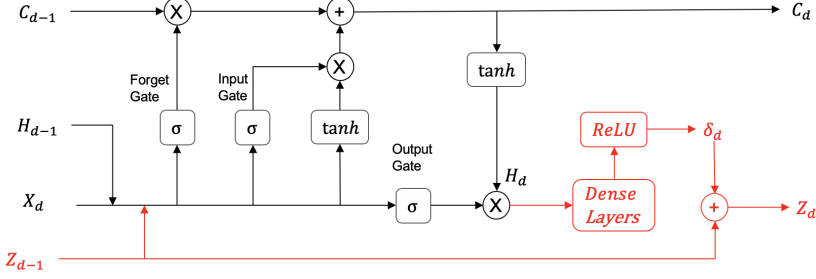 C_{d-1}
X
+
C_d
X
tanh
Forget
Gate
Input
Gate
H_{d-1}
σ
σ
tanh
ReLU
δ_d
Output
Gate
H_d
X_d
σ
X
Dense
Layers
+
Z_d
Z_{d-1}